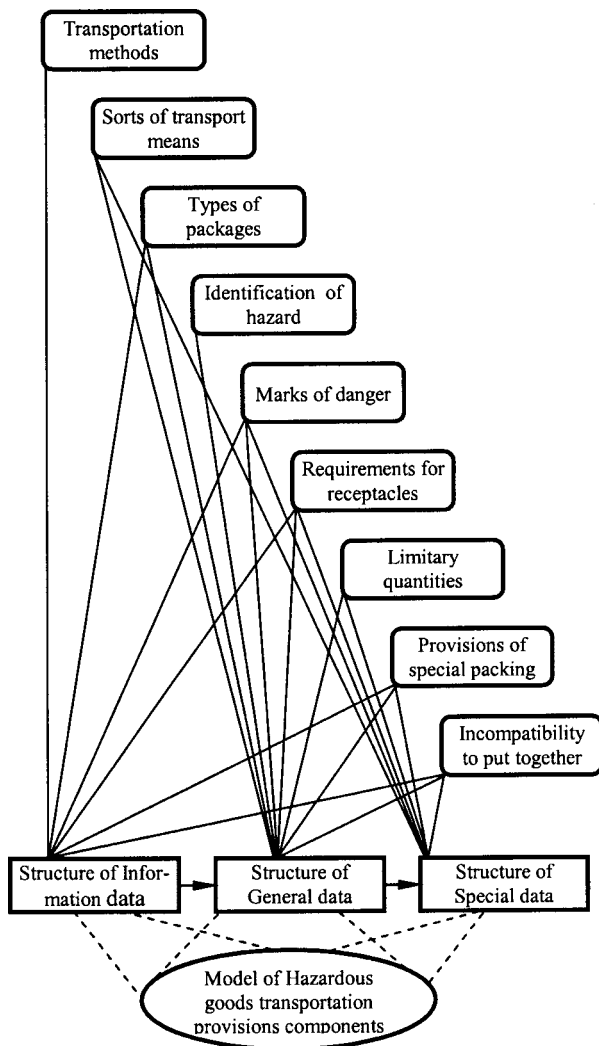 Transportation
methods
Sorts of transport
means
Types of
packages
Identification of
hazard
Marks of danger
Requirements for
receptacles
Limitary
quantities
Provisions of
special packing
Incompatibility
to put together
Structure of Infor-
mation data
Structure of
General data
Structure of
Special data
Model of Hazardous
goods transportation
provisions components